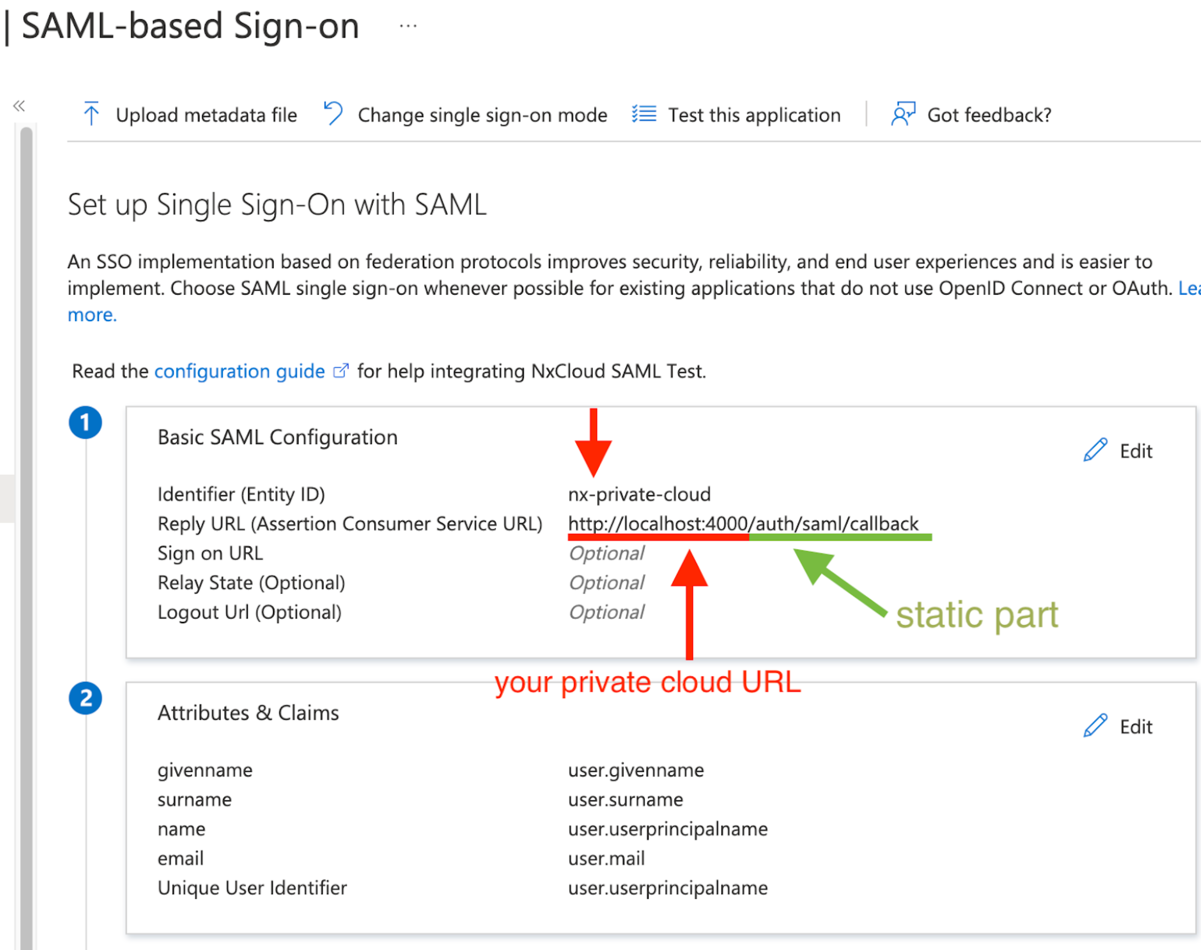 | SAML-based Sign-on ...
Upload metadata file Change single sign-on mode Test this application Got feedback?
Set up Single Sign-On with SAML
An SSO implementation based on federation protocols improves security, reliability, and end user experiences and is easier to
implement. Choose SAML single sign-on whenever possible for existing applications that do not use OpenID Connect or OAuth. Lea
more.
Read the configuration guide for help integrating NxCloud SAML Test.
1
Basic SAML Configuration
Edit
Identifier (Entity ID) nx-private-cloud
Reply URL (Assertion Consumer Service URL) http://localhost:4000/auth/saml/callback
Sign on URL Optional
Relay State (Optional) Optional
Logout Url (Optional) Optional
static part
your private cloud URL
2
Attributes & Claims
Edit
givenname user.givenname
surname user.surname
name user.userprincipalname
email user.mail
Unique User Identifier user.userprincipalname